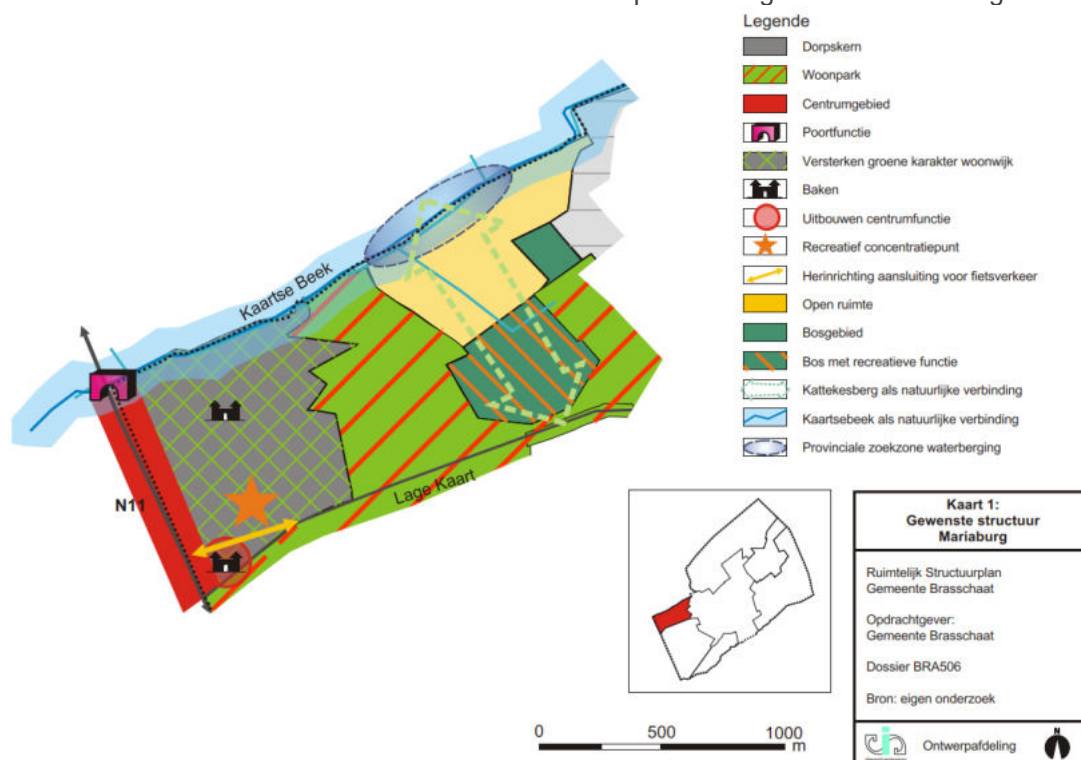 Legende
Dorpskern
Woonpark
Centrumgebied
Poortfunctie
Versterken groene karakter woonwijk
Baken
Uitbouwen centrumfunctie
Recreatief concentratiepunt
Herinrichting aansluiting voor fietsverkeer
Open ruimte
Bosgebied
Bos met recreatieve functie
Kattekesberg als natuurlijke verbinding
Kaartsebeek als natuurlijke verbinding
Provinciale zoekzone waterberging
Kaartse Beek
N11
Lage Kaart
Kaart 1:
Gewenste structuur
Mariaburg
Ruimtelijk Structuurplan
Gemeente Brasschaat
Opdrachtgever:
Gemeente Brasschaat
Dossier BRA506
Bron: eigen onderzoek
Ontwerpafdeling
N
0 500 1000
m